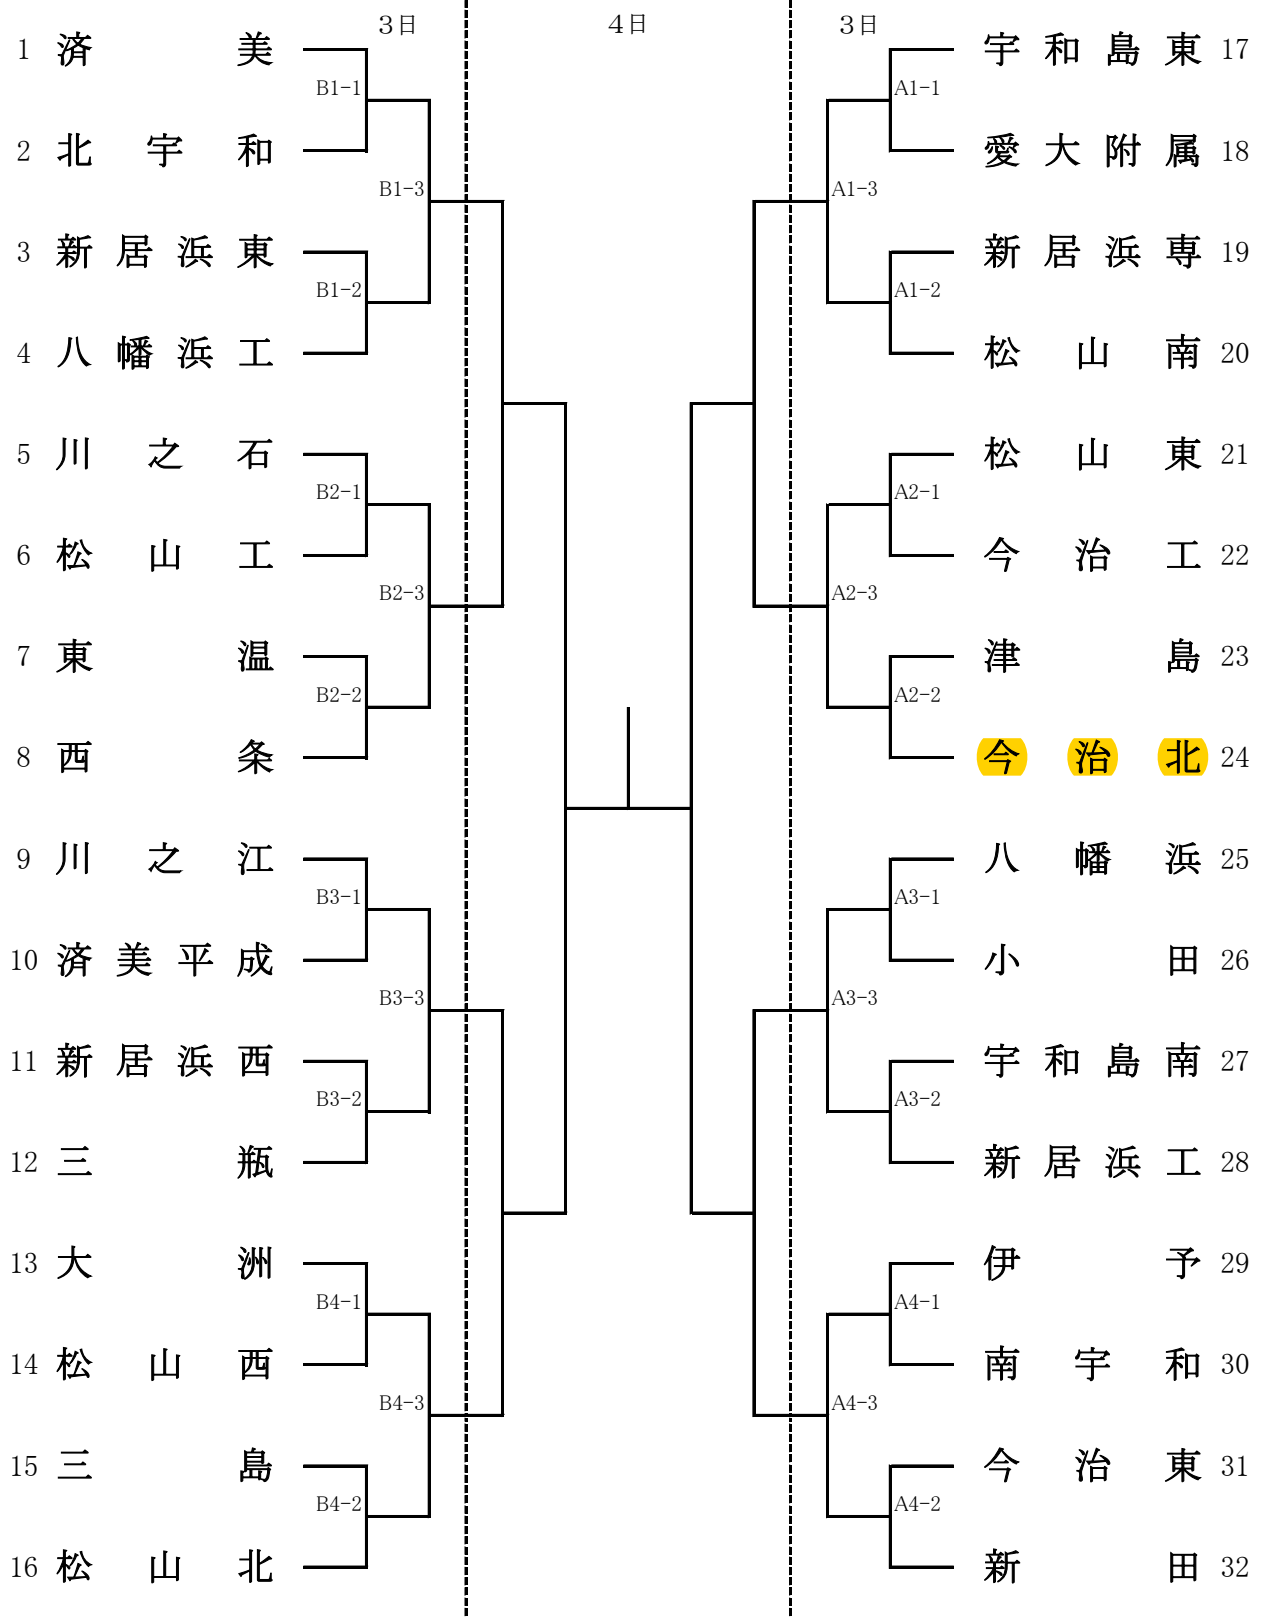 3日 4日 3日
1 済美
B1-1
2 北宇和
B1-3
3 新居浜東
B1-2
4 八幡浜工
5 川之石
B2-1
6 松山工
B2-3
7 東温
B2-2
8 西条
9 川之江
B3-1
10 済美平成
B3-3
11 新居浜西
B3-2
12 三瓶
13 大洲
B4-1
14 松山西
B4-3
15 三島
B4-2
16 松山北
宇和島東 17
A1-1
愛大附属 18
A1-3
新居浜専 19
A1-2
松山南 20
松山東 21
A2-1
今治工 22
A2-3
津島 23
A2-2
今治北 24
八幡浜 25
A3-1
小田 26
A3-3
宇和島南 27
A3-2
新居浜工 28
伊予 29
A4-1
南宇和 30
A4-3
今治東 31
A4-2
新田 32